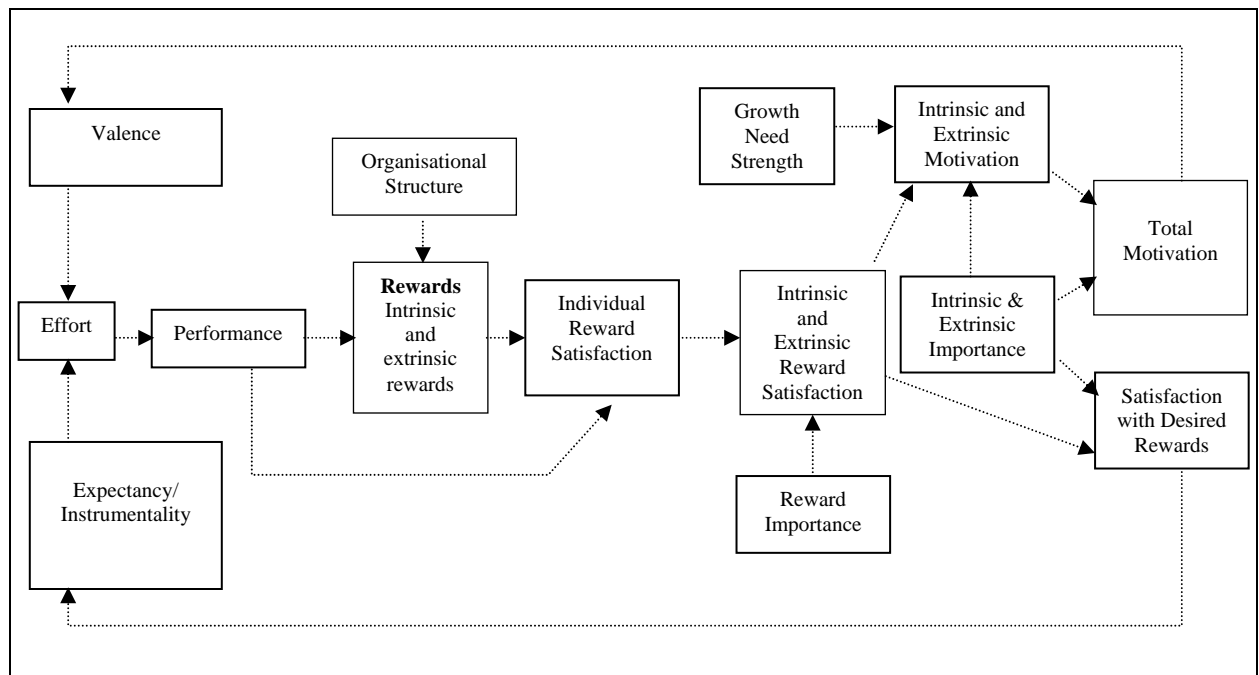 Valence
Organisational
Structure
Growth
Need
Strength
Intrinsic and
Extrinsic
Motivation
Total
Motivation
Effort
Performance
Rewards
Intrinsic
and
extrinsic
rewards
Individual
Reward
Satisfaction
Intrinsic
and
Extrinsic
Reward
Satisfaction
Intrinsic &
Extrinsic
Importance
Satisfaction
with Desired
Rewards
Expectancy/
Instrumentality
Reward
Importance